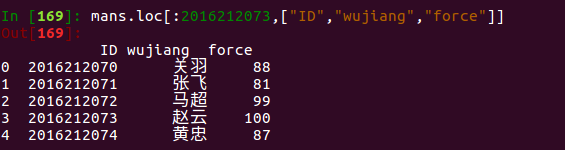 In [169]: mans.loc[:2016212073,["ID","wujiang","force"]]
Out[169]:
ID wujiang force
0 2016212070 关羽 88
1 2016212071 张飞 81
2 2016212072 马超 99
3 2016212073 赵云 100
4 2016212074 黄忠 87